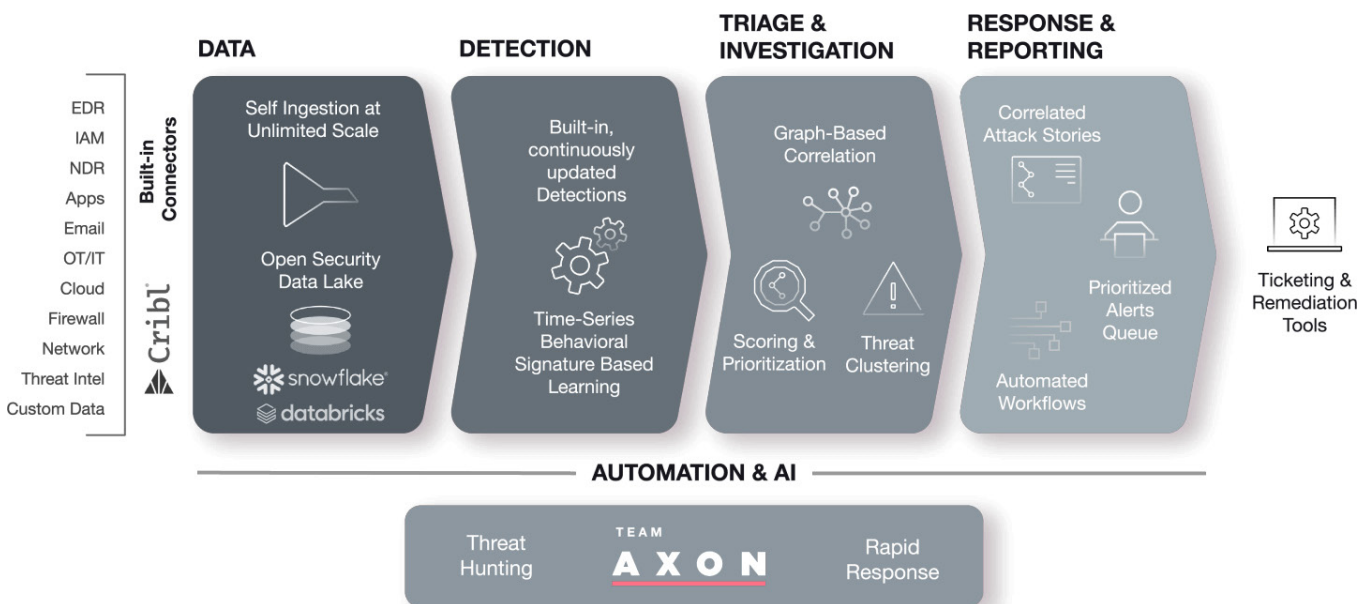 EDR
IAM
NDR
Apps
Email
OT/IT
Cloud
Firewall
Network
Threat Intel
Custom Data
Built-in
Connectors
Cribl
DATA
Self Ingestion at
Unlimited Scale
Open Security
Data Lake
snowflake®
databricks
DETECTION
Built-in,
continuously
updated
Detections
Time-Series
Behavioral
Signature Based
Learning
TRIAGE &
INVESTIGATION
Graph-Based
Correlation
Scoring &
Prioritization
Threat
Clustering
RESPONSE &
REPORTING
Correlated
Attack Stories
Prioritized
Alerts
Queue
Automated
Workflows
Ticketing &
Remediation
Tools
AUTOMATION & AI
Threat
Hunting
TEAM
AXON
Rapid
Response